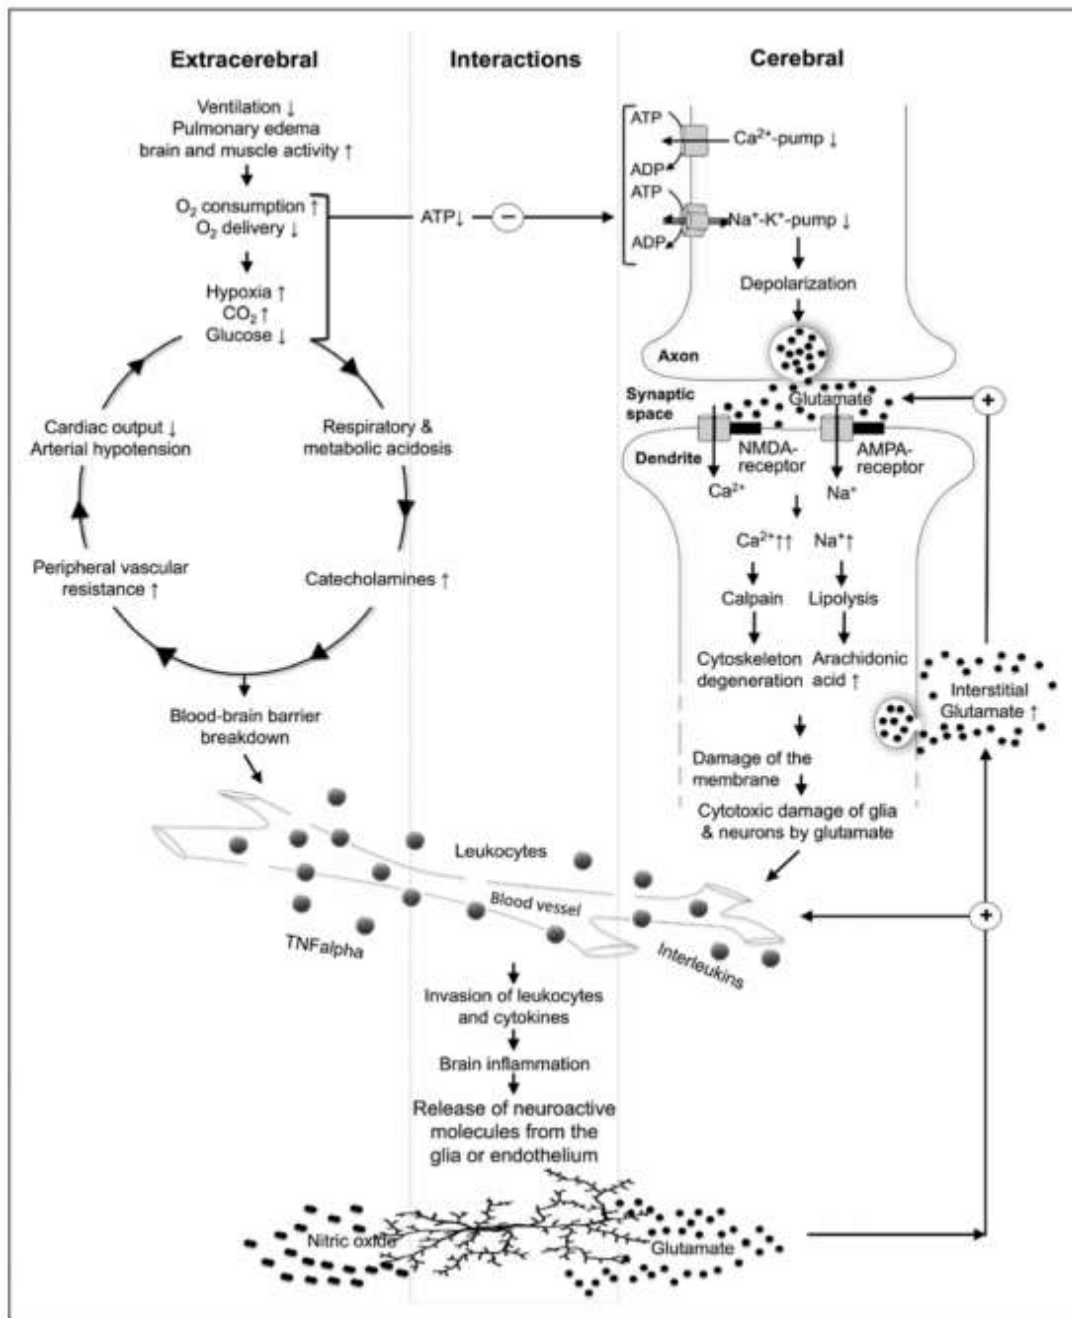 Extracerebral
Interactions
Cerebral
Ventilation ↓
Pulmonary edema
brain and muscle activity ↑
O₂ consumption ↑
O₂ delivery ↓
Hypoxia ↑
CO₂ ↑
Glucose ↓
ATP↓
−
ATP
ADP
Ca²⁺-pump ↓
ATP
ADP
Na⁺-K⁺-pump ↓
Depolarization
Axon
Synaptic
space
Glutamate
+
Dendrite
NMDA-
receptor
AMPA-
receptor
Ca²⁺
Na⁺
Ca²⁺↑↑
Na⁺↑
Calpain
Lipolysis
Cytoskeleton
degeneration
Arachidonic
acid ↑
Interstitial
Glutamate ↑
Damage of the
membrane
Cytotoxic damage of glia
& neurons by glutamate
Cardiac output ↓
Arterial hypotension
Respiratory &
metabolic acidosis
Peripheral vascular
resistance ↑
Catecholamines ↑
Blood-brain barrier
breakdown
Leukocytes
Blood vessel
TNFalpha
Interleukins
+
Invasion of leukocytes
and cytokines
Brain inflammation
Release of neuroactive
molecules from the
glia or endothelium
Nitric oxide
Glutamate